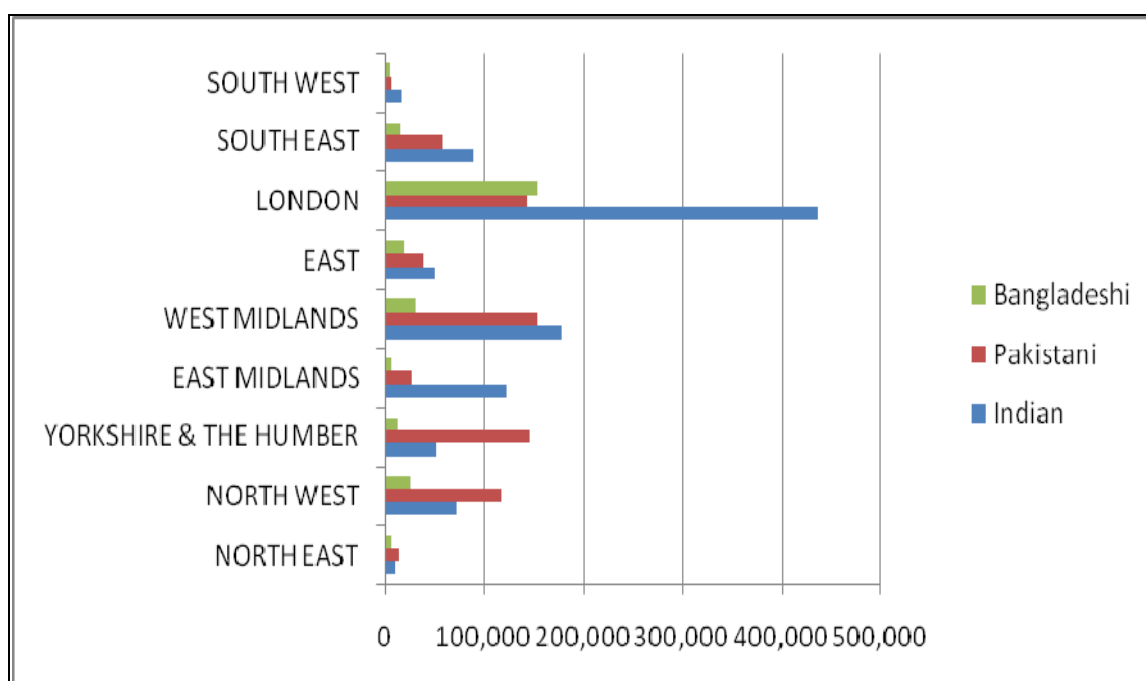 SOUTH WEST
SOUTH EAST
LONDON
EAST
WEST MIDLANDS
EAST MIDLANDS
YORKSHIRE & THE HUMBER
NORTH WEST
NORTH EAST
0 100,000 200,000 300,000 400,000 500,000
Bangladeshi
Pakistani
Indian